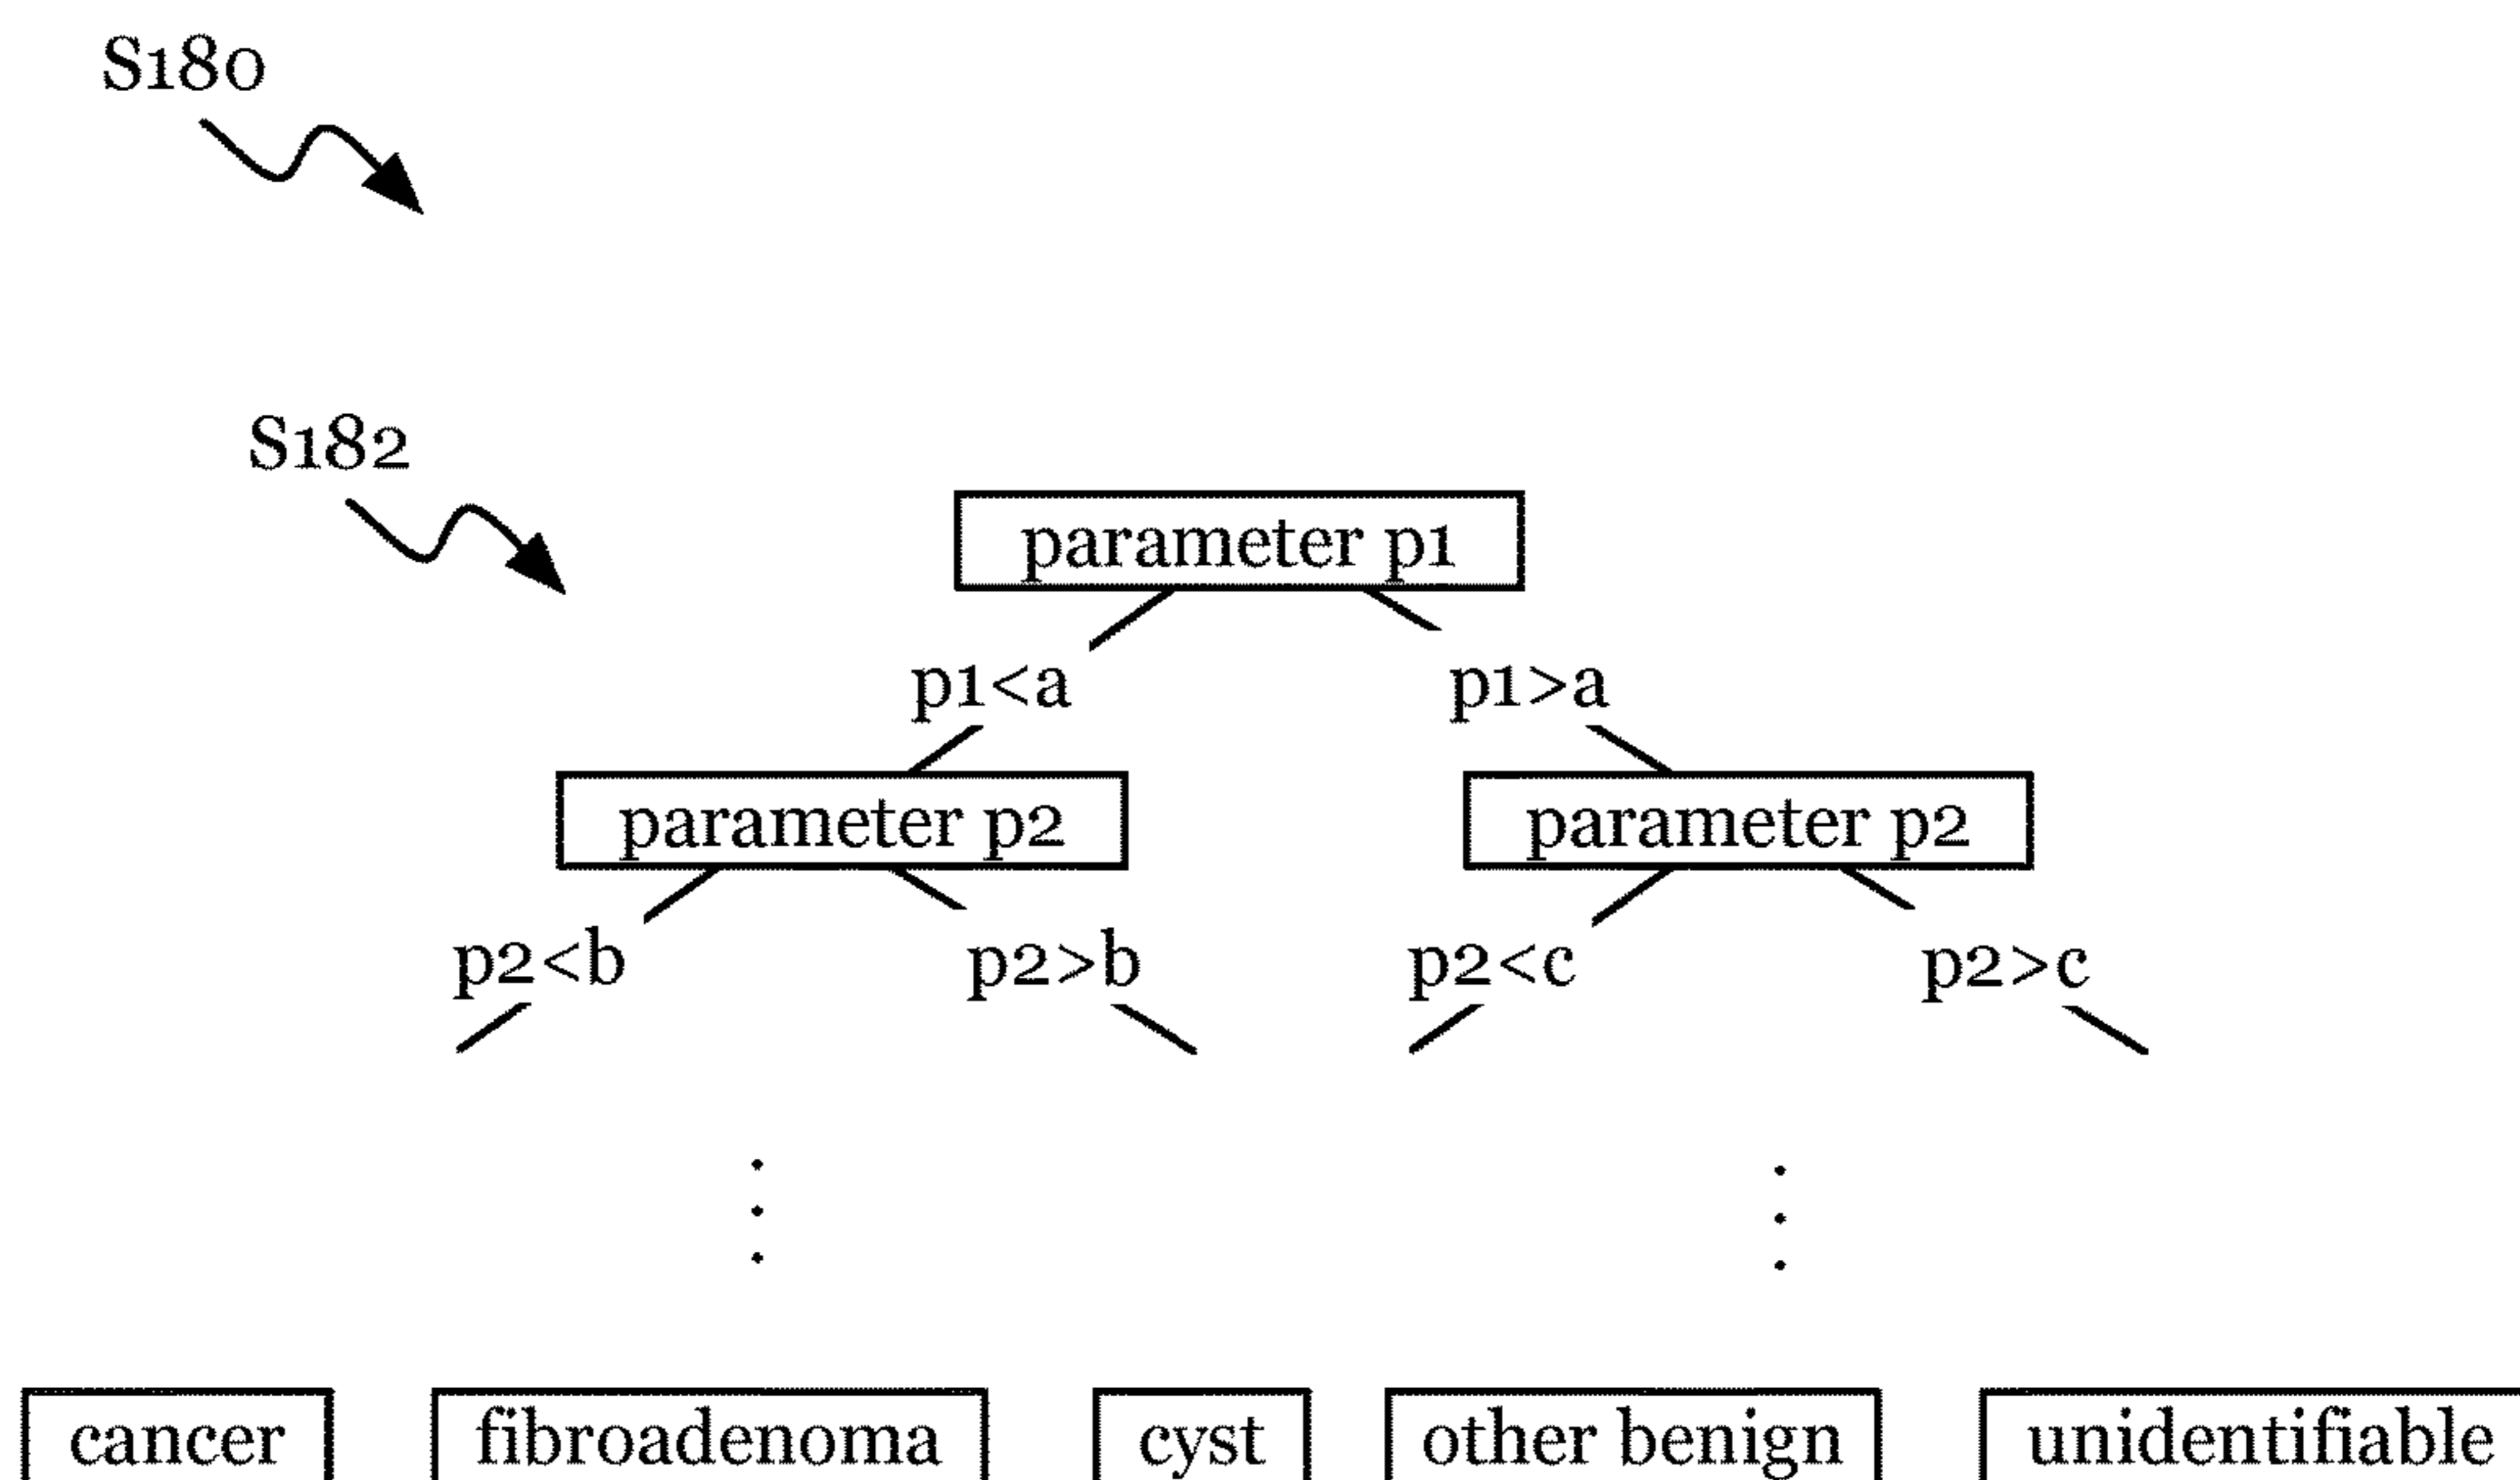 S180
S182
parameter p1
p1<a p1>a
parameter p2 parameter p2
p2<b p2>b p2<c p2>c
cancer fibroadenoma cyst other benign unidentifiable